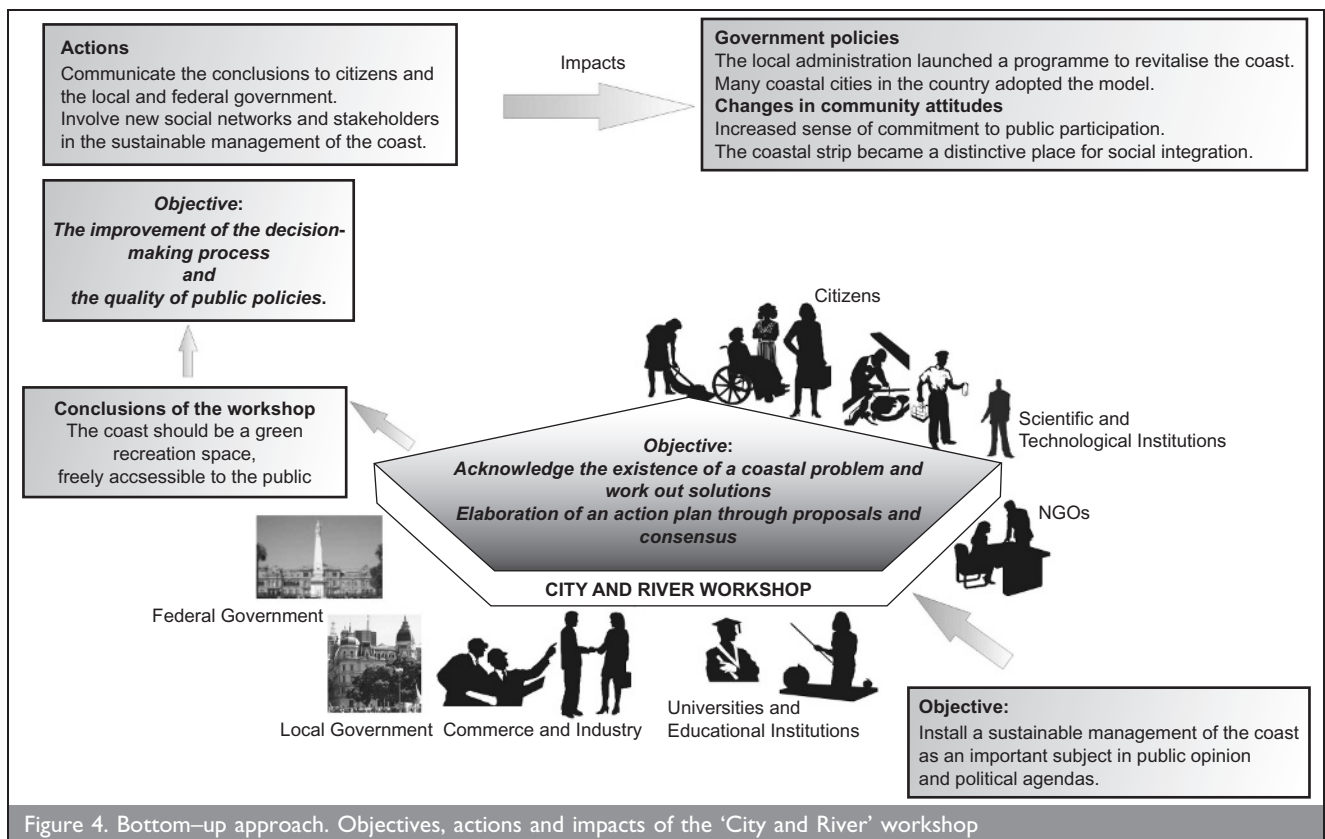 Actions
Communicate the conclusions to citizens and
the local and federal government.
Involve new social networks and stakeholders
in the sustainable management of the coast.
Impacts
Government policies
The local administration launched a programme to revitalise the coast.
Many coastal cities in the country adopted the model.
Changes in community attitudes
Increased sense of commitment to public participation.
The coastal strip became a distinctive place for social integration.
Objective:
The improvement of the decision-
making process
and
the quality of public policies.
Citizens
Conclusions of the workshop
The coast should be a green
recreation space,
freely accsessible to the public
Scientific and
Technological Institutions
Objective:
Acknowledge the existence of a coastal problem and
work out solutions
Elaboration of an action plan through proposals and
consensus
NGOs
CITY AND RIVER WORKSHOP
Federal Government
Local Government
Commerce and Industry
Universities and
Educational Institutions
Objective:
Install a sustainable management of the coast
as an important subject in public opinion
and political agendas.
Figure 4. Bottom–up approach. Objectives, actions and impacts of the ‘City and River’ workshop